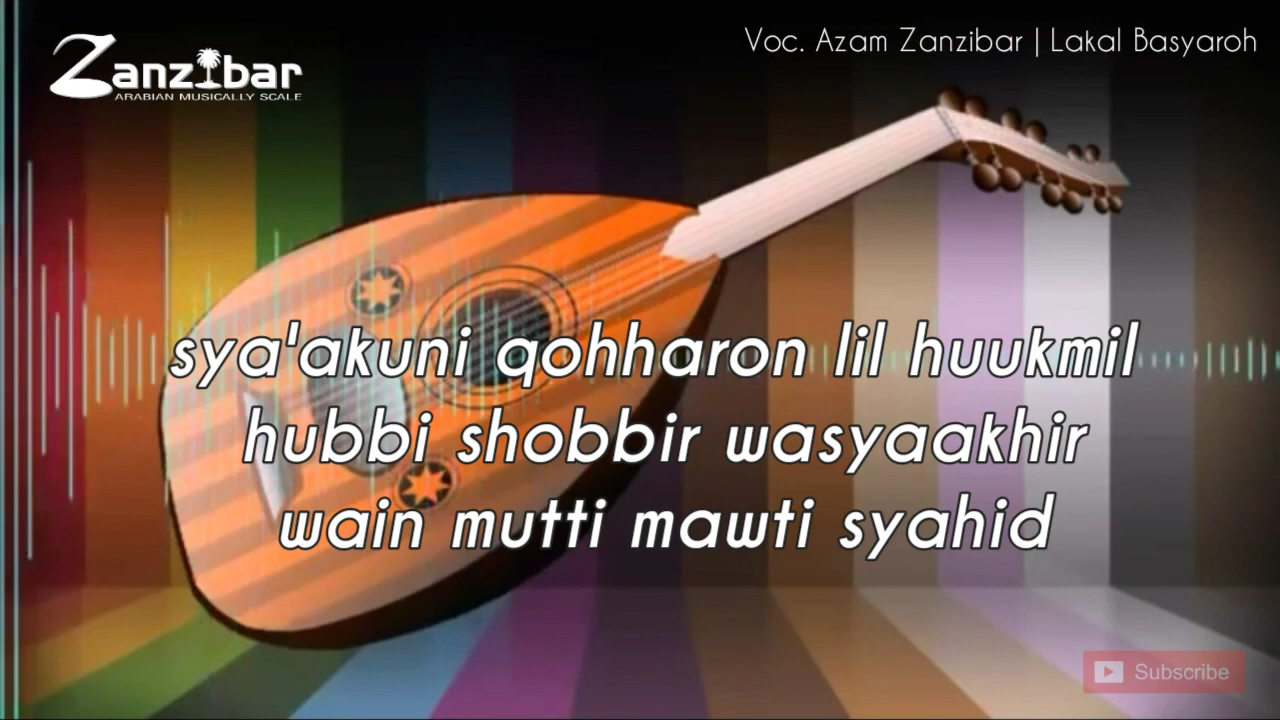 Zanzibar
ARABIAN MUSICALLY SCALE
Voc. Azam Zanzibar | Lakal Basyaroh
sya'akuni qohharon lil huukmil
hubbi shobbir wasyaakhir
wain mutti mawti syahid
Subscribe